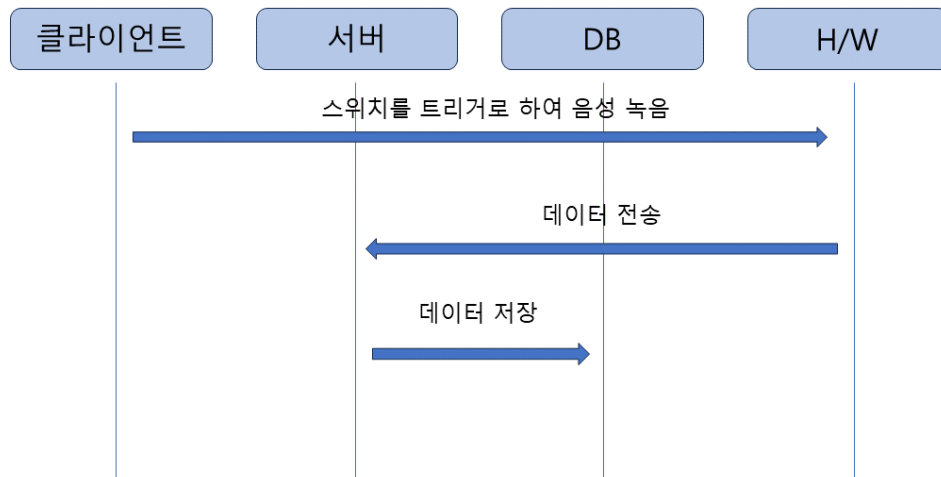 클라이언트
서버
DB
H/W
스위치를 트리거로 하여 음성 녹음
데이터 전송
데이터 저장